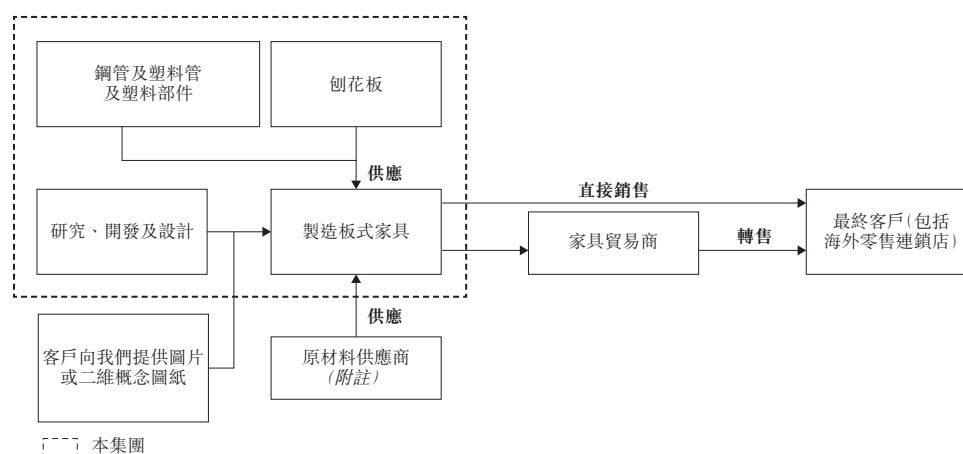 鋼管及塑料管
及塑料部件
刨花板
供應
直接銷售
研究、開發及設計
製造板式家具
家具貿易商
轉售
最終客戶(包括
海外零售連鎖店)
供應
客戶向我們提供圖片
或二維概念圖紙
原材料供應商
(附註)
本集團